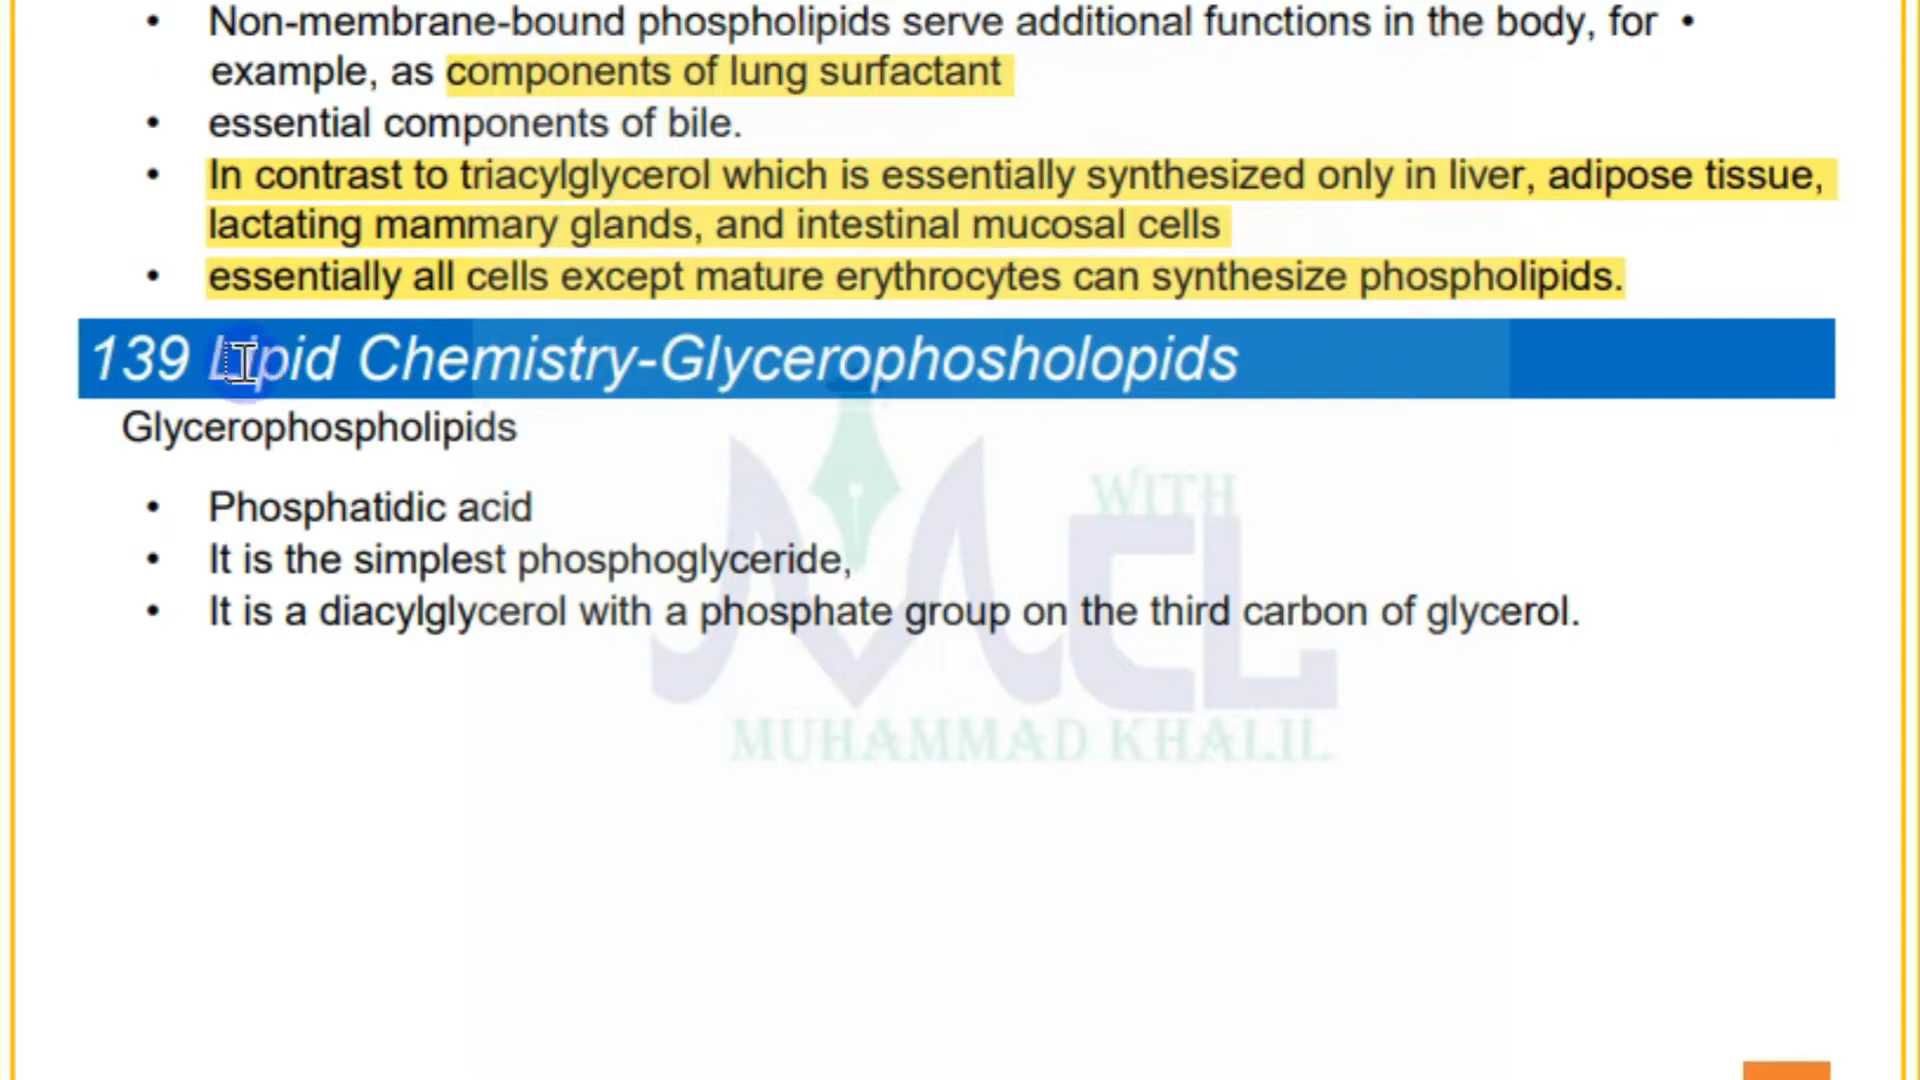 • Non-membrane-bound phospholipids serve additional functions in the body, for •
example, as components of lung surfactant
• essential components of bile.
• In contrast to triacylglycerol which is essentially synthesized only in liver, adipose tissue,
lactating mammary glands, and intestinal mucosal cells
• essentially all cells except mature erythrocytes can synthesize phospholipids.
139 Lipid Chemistry-Glycerophosholopids
Glycerophospholipids
• Phosphatidic acid
• It is the simplest phosphoglyceride,
• It is a diacylglycerol with a phosphate group on the third carbon of glycerol.
WITH
MCL
MUHAMMAD KHALIL